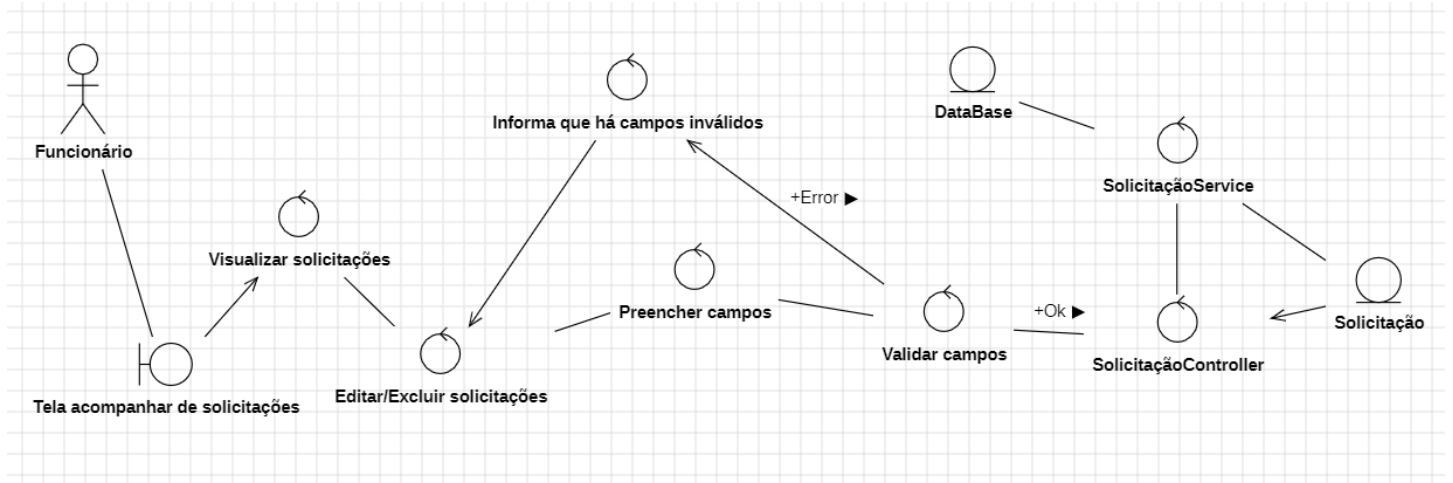 Funcionário
Informa que há campos inválidos
DataBase
SolicitaçãoService
+Error ▶
Visualizar solicitações
Preencher campos
+Ok ▶
Solicitação
Validar campos
SolicitaçãoController
Editar/Excluir solicitações
Tela acompanhar de solicitações